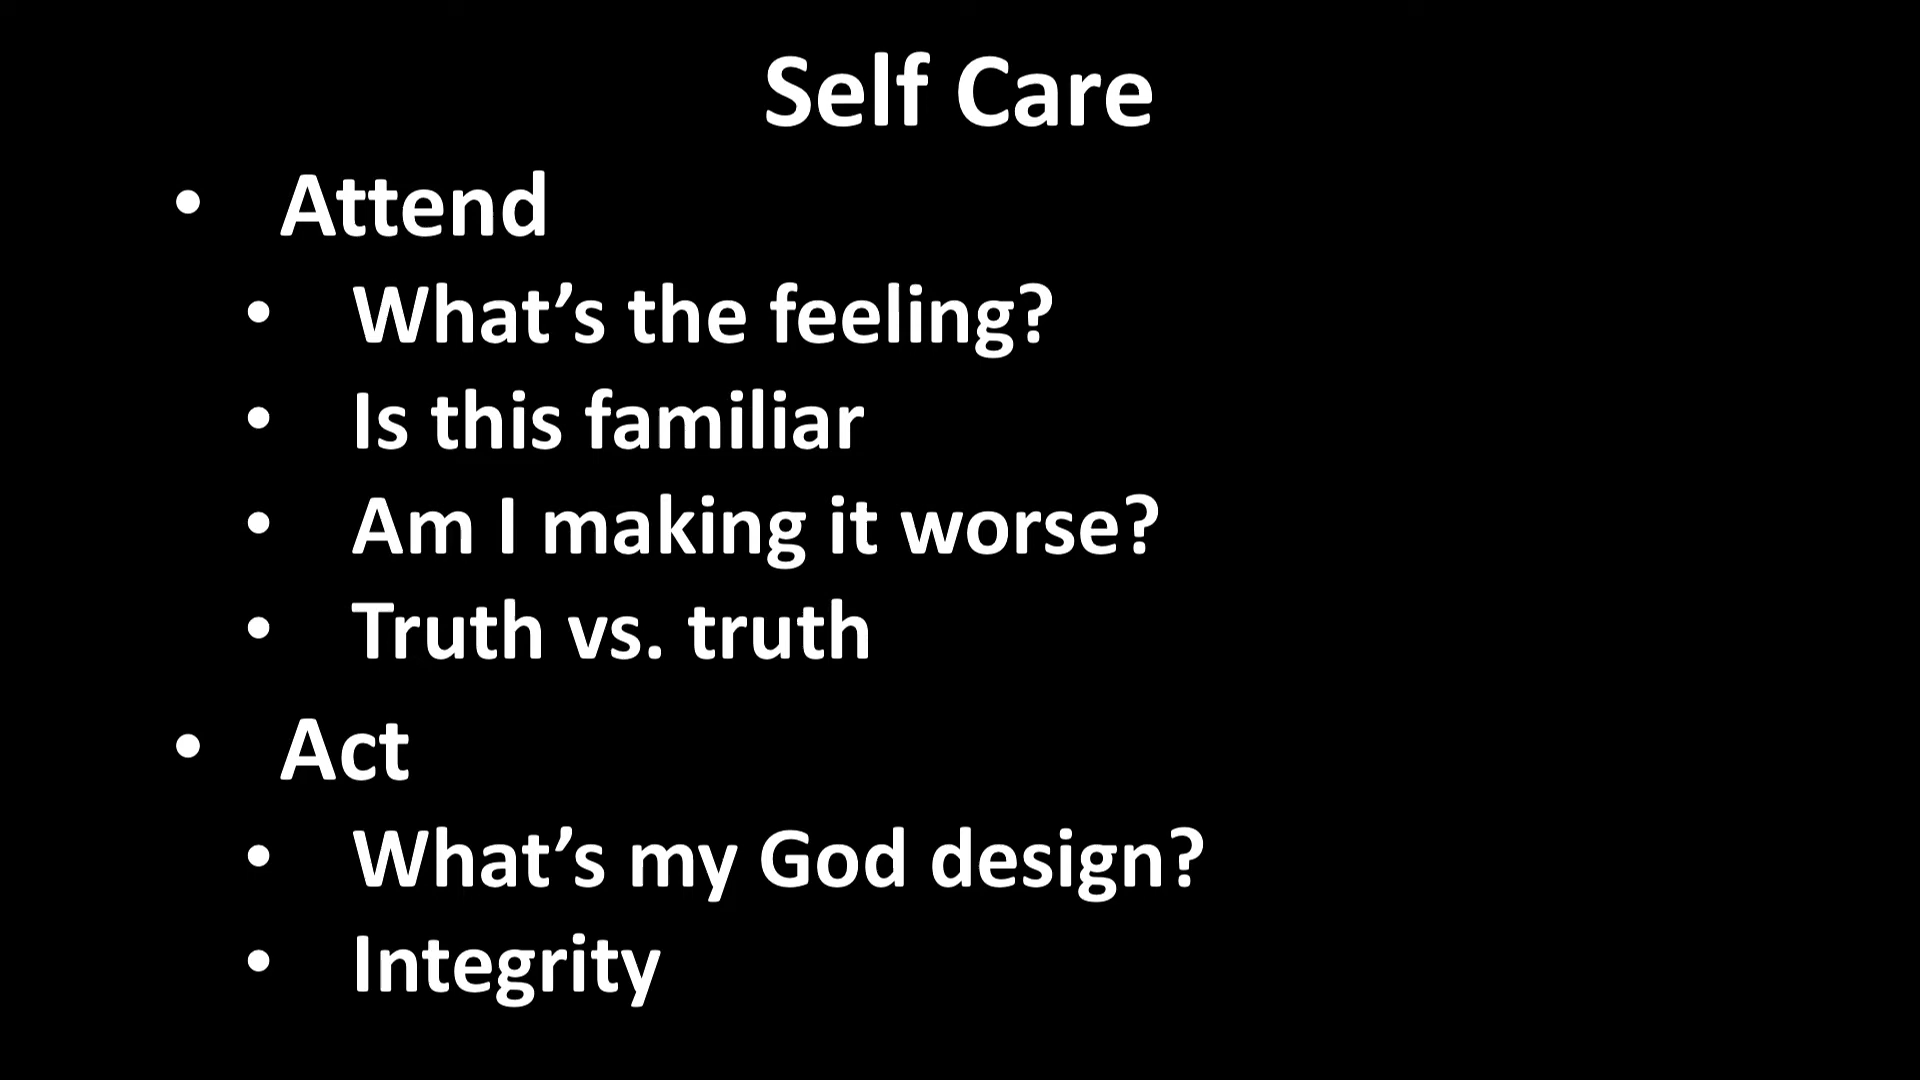 Self Care
• Attend
• What’s the feeling?
• Is this familiar
• Am I making it worse?
• Truth vs. truth
• Act
• What’s my God design?
• Integrity